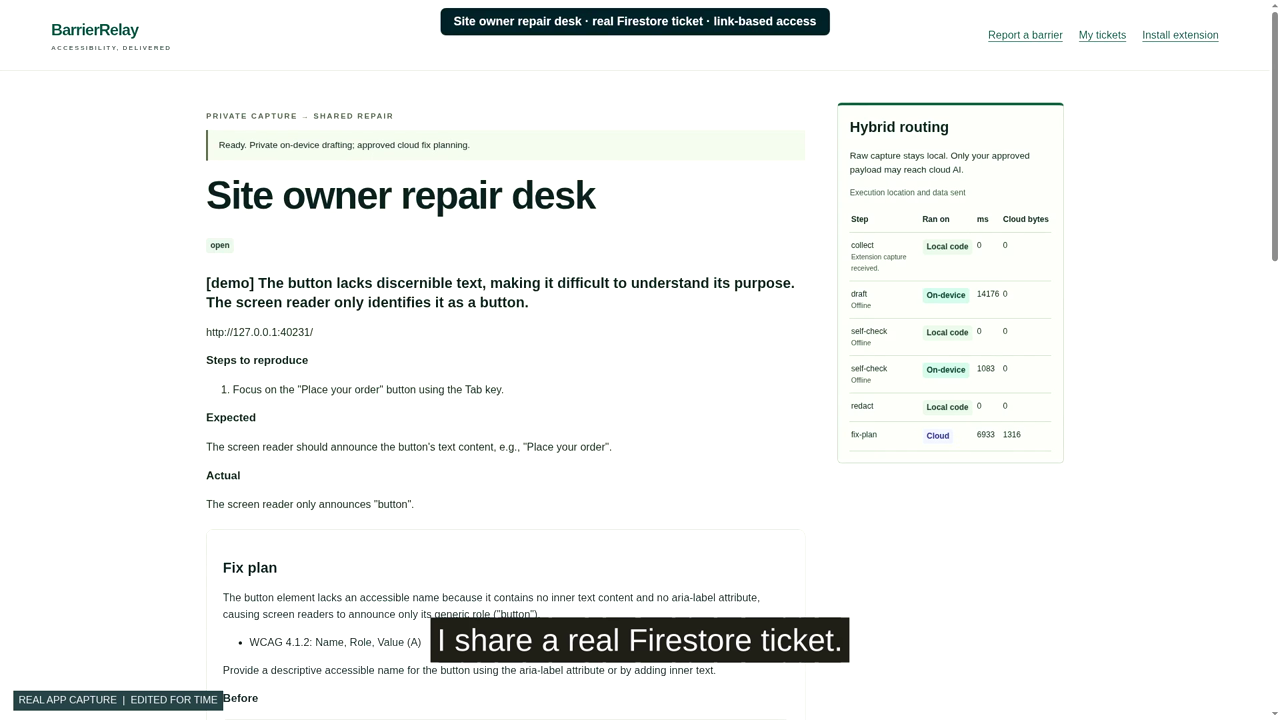 BarrierRelay
ACCESSIBILITY, DELIVERED
Site owner repair desk · real Firestore ticket · link-based access
Report a barrier
My tickets
Install extension
PRIVATE CAPTURE → SHARED REPAIR
Ready. Private on-device drafting; approved cloud fix planning.
Site owner repair desk
open
[demo] The button lacks discernible text, making it difficult to understand its purpose.
The screen reader only identifies it as a button.
http://127.0.0.1:40231/
Steps to reproduce
1. Focus on the "Place your order" button using the Tab key.
Expected
The screen reader should announce the button's text content, e.g., "Place your order".
Actual
The screen reader only announces "button".
Fix plan
The button element lacks an accessible name because it contains no inner text content and no aria-label attribute,
causing screen readers to announce only its generic role ("button").
• WCAG 4.1.2: Name, Role, Value (A)
Provide a descriptive accessible name for the button using the aria-label attribute or by adding inner text.
Before
Hybrid routing
Raw capture stays local. Only your approved
payload may reach cloud AI.
Execution location and data sent
Step Ran on ms Cloud bytes
collect Local code 0 0
Extension capture
received.
draft On-device 14176 0
Offline
self-check Local code 0 0
Offline
self-check On-device 1083 0
Offline
redact Local code 0 0
fix-plan Cloud 6933 1316
I share a real Firestore ticket.
REAL APP CAPTURE | EDITED FOR TIME